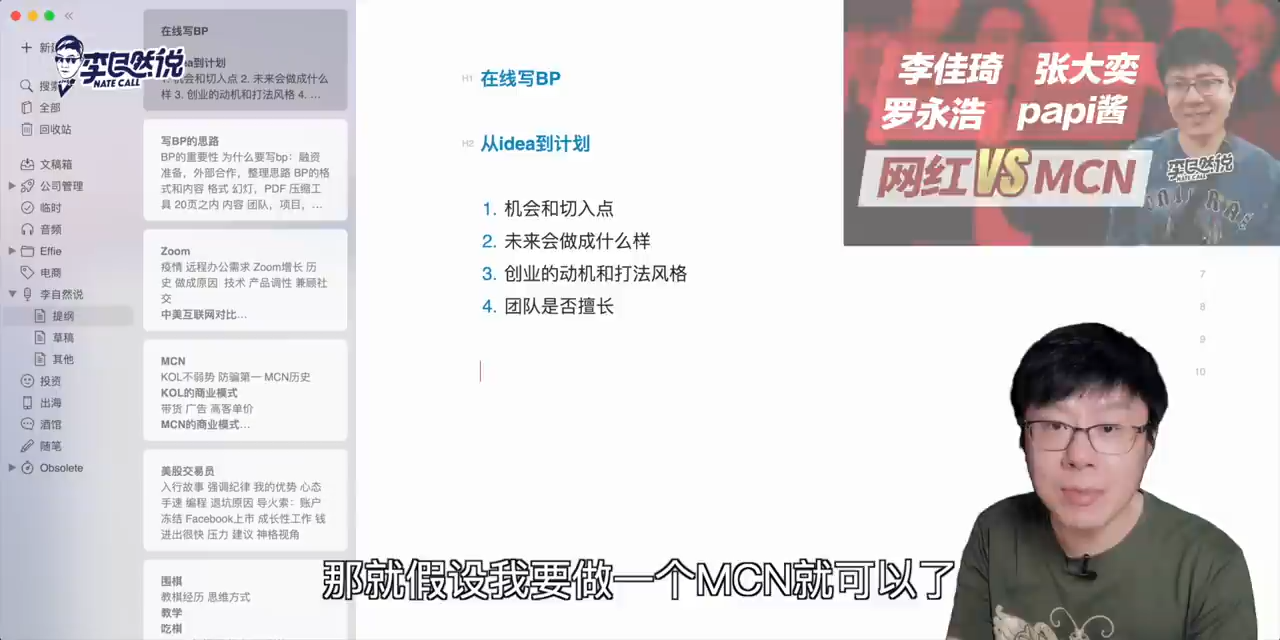 新建
搜索
全部
回收站
文稿箱
公司管理
临时
音频
Effie
电商
李自然说
提纲
草稿
其他
投资
出海
酒馆
随笔
Obsolete
李自然说
NATE CALL
在线写BP
idea到计划
1. 机会和切入点 2. 未来会做成什么
样 3. 创业的动机和打法风格 4. …
写BP的思路
BP的重要性 为什么要写bp：融资
准备，外部合作，整理思路 BP的格
式和内容 格式 幻灯，PDF 压缩工
具 20页之内 内容 团队，项目，…
Zoom
疫情 远程办公需求 Zoom增长 历
史 做成原因 技术 产品调性 兼顾社
交
中美互联网对比…
MCN
KOL不弱势 防骗第一 MCN历史
KOL的商业模式
带货 广告 高客单价
MCN的商业模式…
美股交易员
入行故事 强调纪律 我的优势 心态
手速 编程 退坑原因 导火索：账户
冻结 Facebook上市 成长性工作 钱
进出很快 压力 建议 神格视角
围棋
教棋经历 思维方式
教学
吃棋
H1 在线写BP
H2 从idea到计划
1. 机会和切入点
2. 未来会做成什么样
3. 创业的动机和打法风格
4. 团队是否擅长
7
8
9
10
李佳琦 张大奕
罗永浩 papi酱
网红VSMCN
李自然说
NATE CALL
那就假设我要做一个MCN就可以了